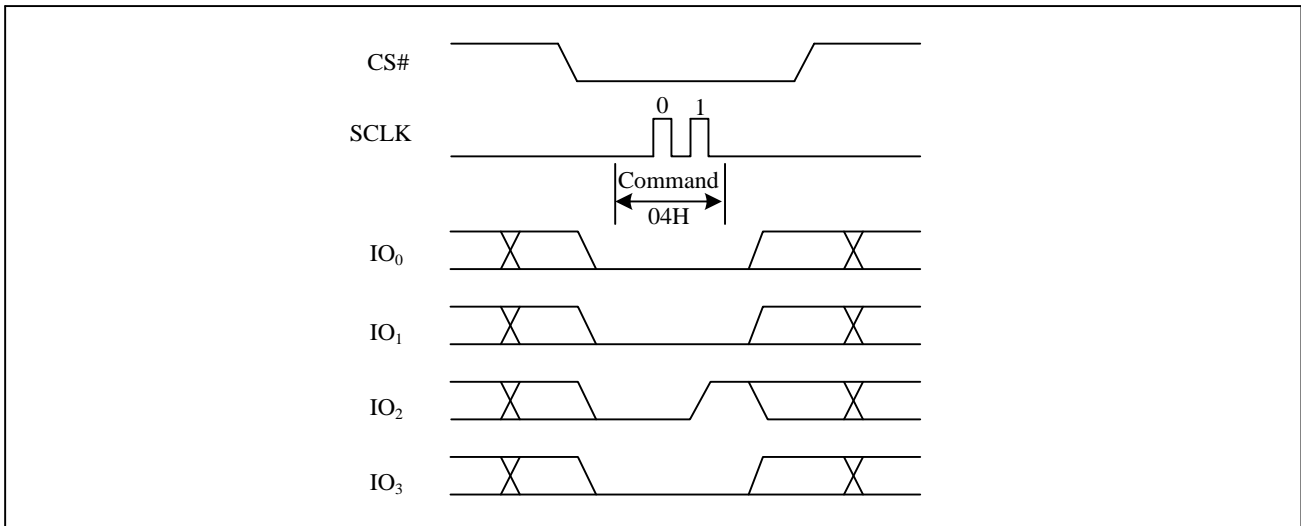 CS#
0 1
SCLK
Command
04H
IO0
IO1
IO2
IO3